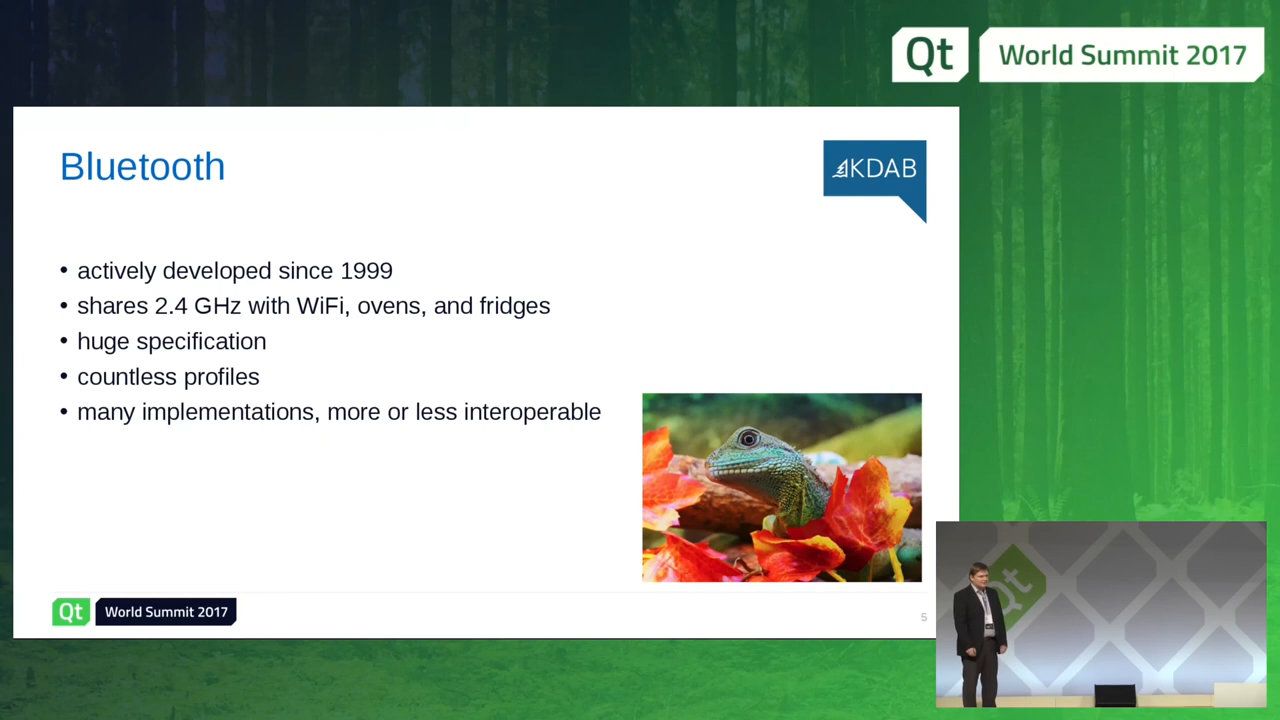 Qt World Summit 2017
Bluetooth
KDAB
• actively developed since 1999
• shares 2.4 GHz with WiFi, ovens, and fridges
• huge specification
• countless profiles
• many implementations, more or less interoperable
Qt World Summit 2017
5
Qt